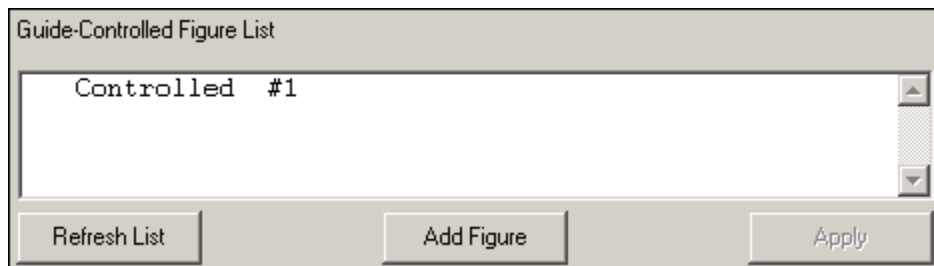 Guide-Controlled Figure List
Controlled #1
Refresh List Add Figure Apply